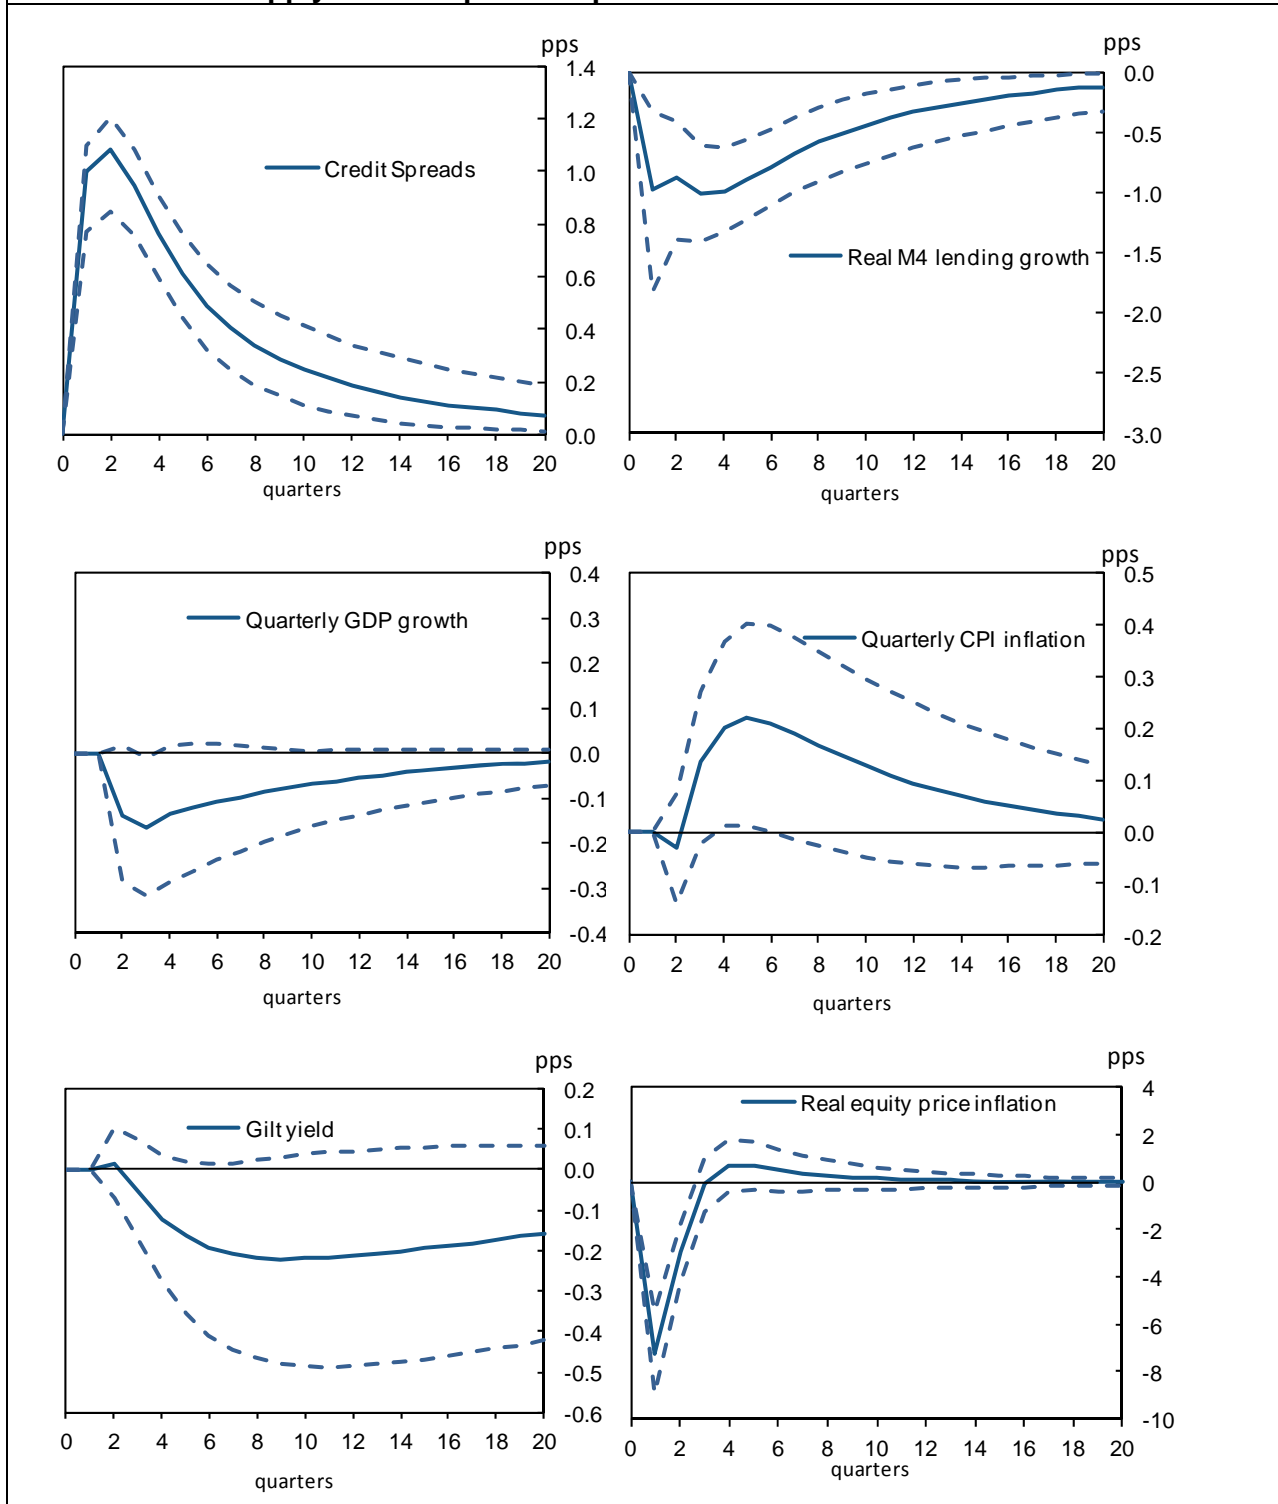 pps
1.4
1.2
1.0
0.8
0.6
0.4
0.2
0.0
Credit Spreads
0 2 4 6 8 10 12 14 16 18 20
quarters
pps
0.0
-0.5
-1.0
-1.5
-2.0
-2.5
-3.0
Real M4 lending growth
0 2 4 6 8 10 12 14 16 18 20
quarters
pps
0.4
0.3
0.2
0.1
0.0
-0.1
-0.2
-0.3
-0.4
Quarterly GDP growth
0 2 4 6 8 10 12 14 16 18 20
quarters
pps
0.5
0.4
0.3
0.2
0.1
0.0
-0.1
-0.2
Quarterly CPI inflation
0 2 4 6 8 10 12 14 16 18 20
quarters
pps
0.2
0.1
0.0
-0.1
-0.2
-0.3
-0.4
-0.5
-0.6
Gilt yield
0 2 4 6 8 10 12 14 16 18 20
quarters
pps
4
2
0
-2
-4
-6
-8
-10
Real equity price inflation
0 2 4 6 8 10 12 14 16 18 20
quarters